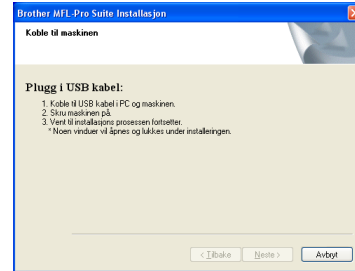 Brother MFL-Pro Suite Installasjon
Koble til maskinen
Plugg i USB kabel:
1. Koble til USB kabel i PC og maskinen.
2. Skru maskinen på.
3. Vent til installasjons prosessen fortsetter.
* Noen vinduer vil åpnes og lukkes under installeringen.
< Tilbake Neste > Avbryt